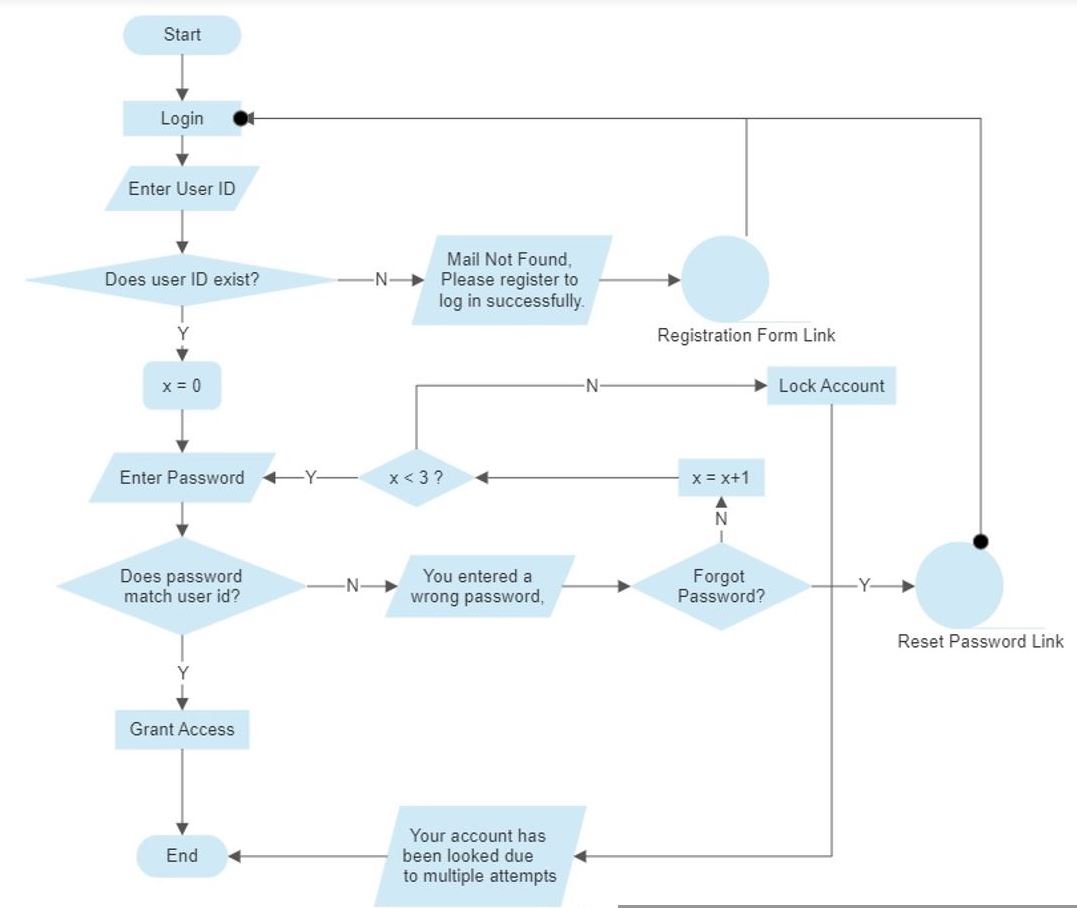 Start
Login
Enter User ID
Does user ID exist?
N
Mail Not Found,
Please register to
log in successfully.
Registration Form Link
Y
x = 0
N
Lock Account
Enter Password
Y
x < 3 ?
x = x+1
N
Does password
match user id?
N
You entered a
wrong password,
Forgot
Password?
Y
Reset Password Link
Y
Grant Access
End
Your account has
been looked due
to multiple attempts